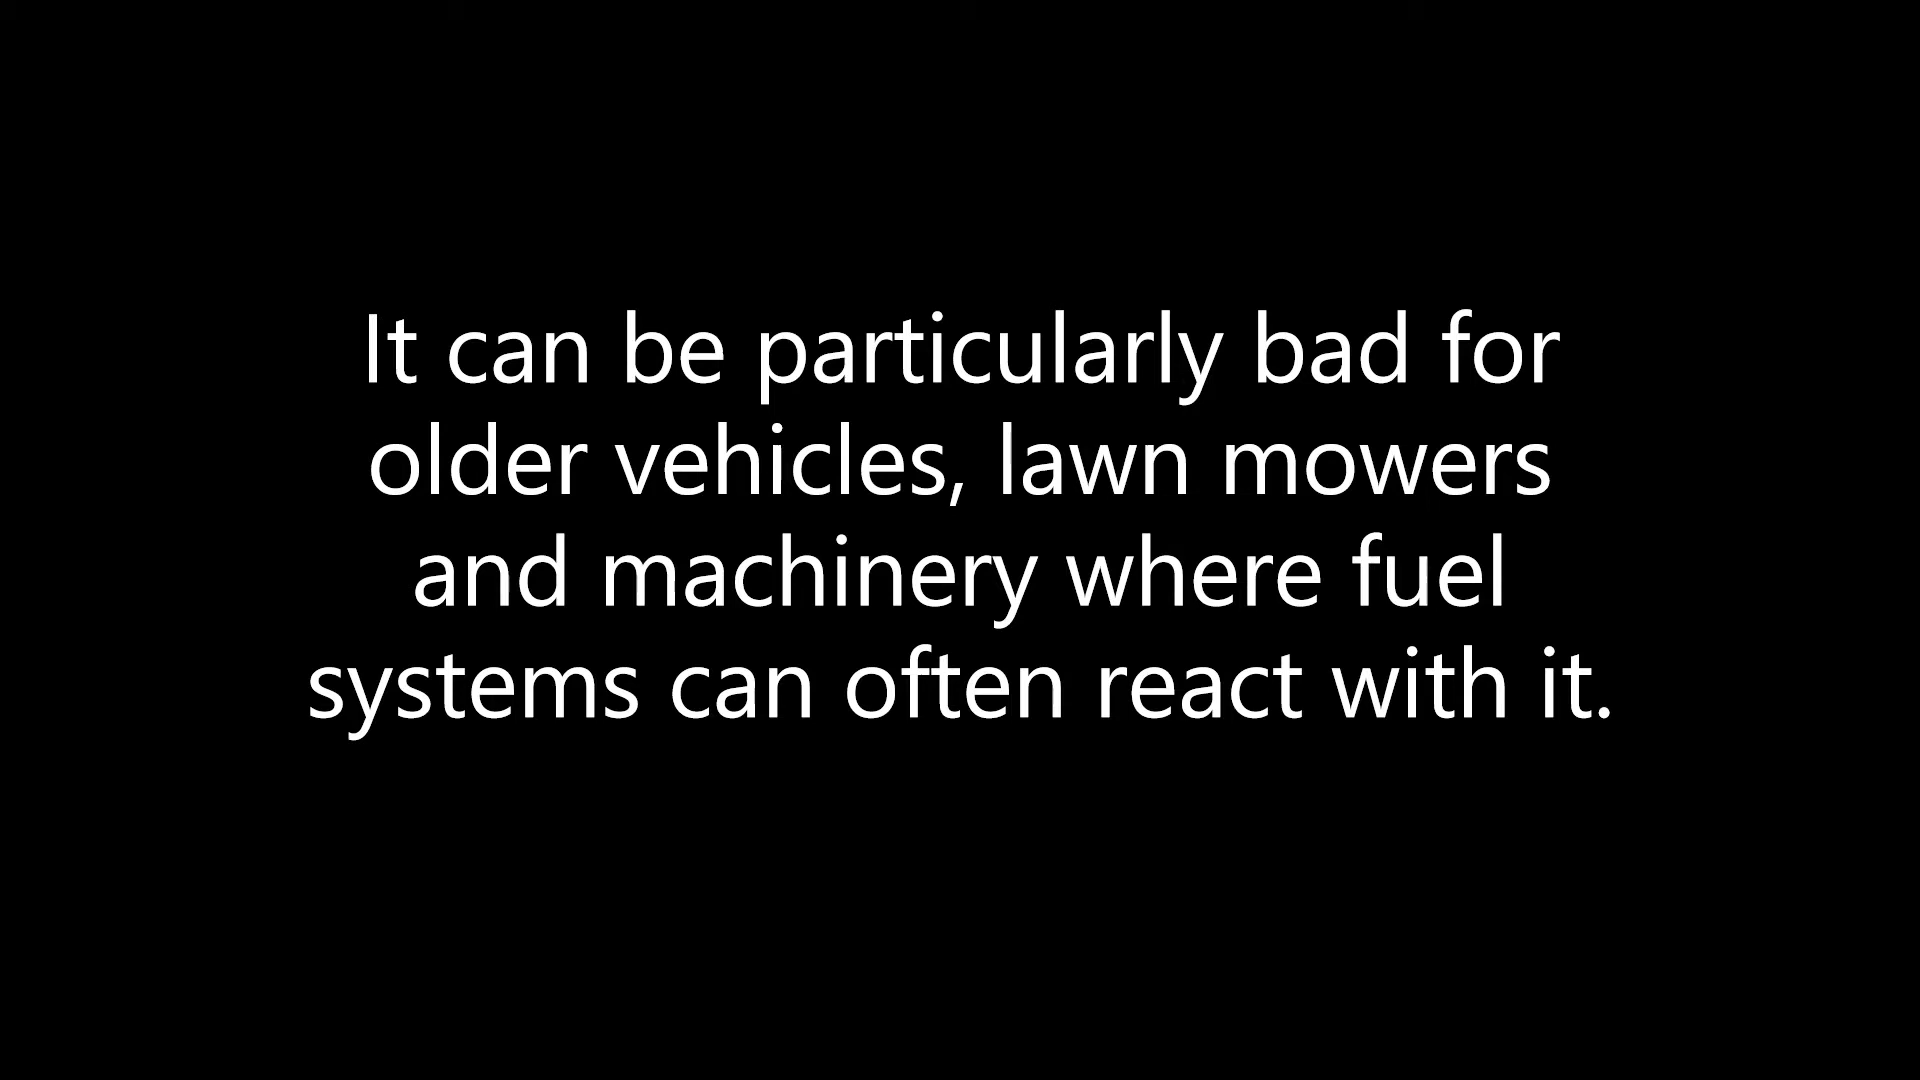 It can be particularly bad for
older vehicles, lawn mowers
and machinery where fuel
systems can often react with it.